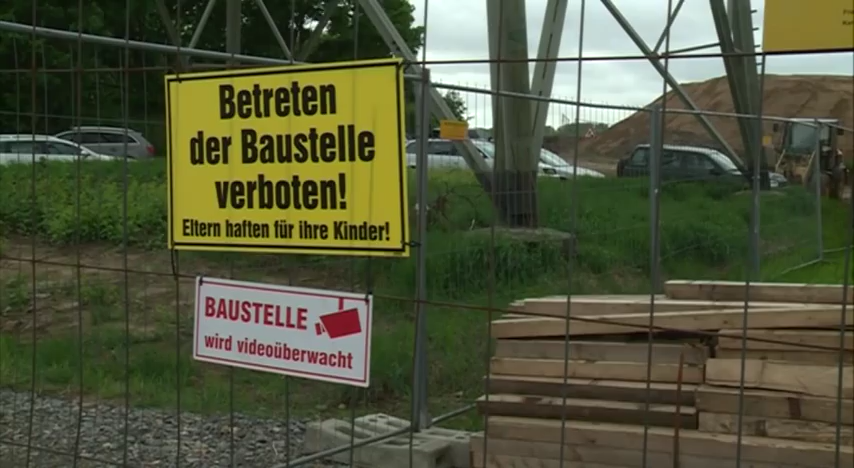 Betreten
der Baustelle
verboten!
Eltern haften für ihre Kinder!
BAUSTELLE
wird videoüberwacht